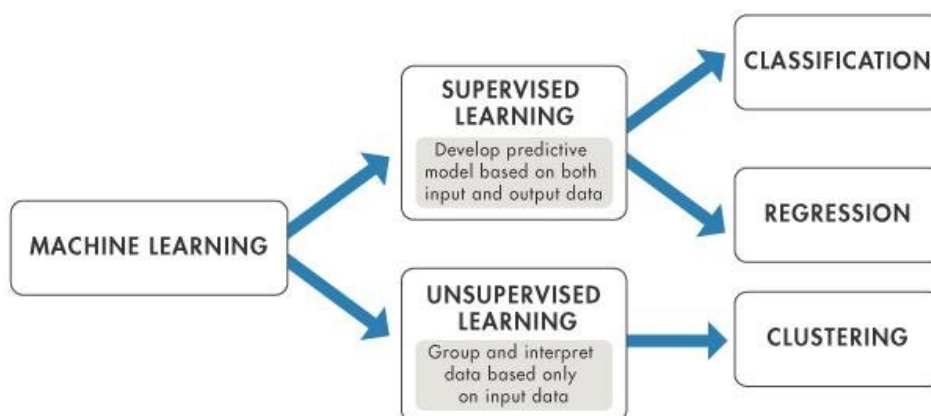 MACHINE LEARNING
SUPERVISED
LEARNING
Develop predictive
model based on both
input and output data
UNSUPERVISED
LEARNING
Group and interpret
data based only
on input data
CLASSIFICATION
REGRESSION
CLUSTERING